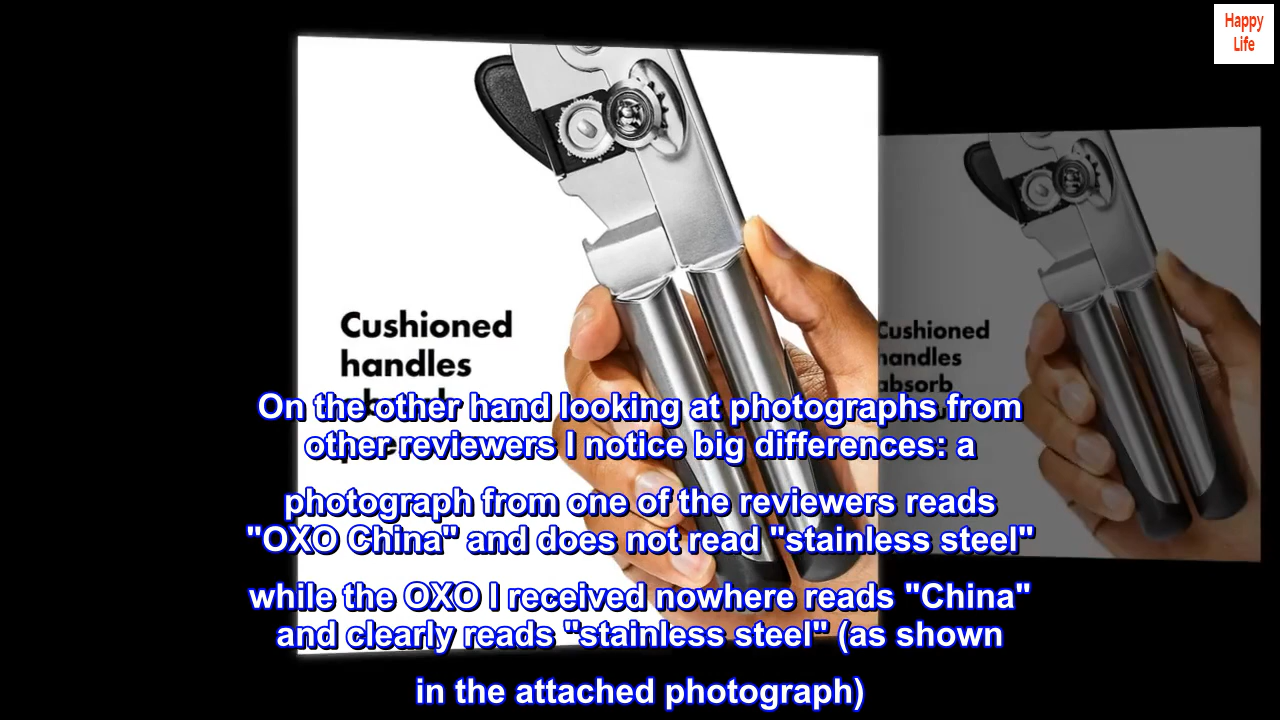 Happy
Life
Cushioned
handles
Cushioned
handles
absorb
On the other hand looking at photographs from
other reviewers I notice big differences: a
photograph from one of the reviewers reads
"OXO China" and does not read "stainless steel"
while the OXO I received nowhere reads "China"
and clearly reads "stainless steel" (as shown
in the attached photograph)